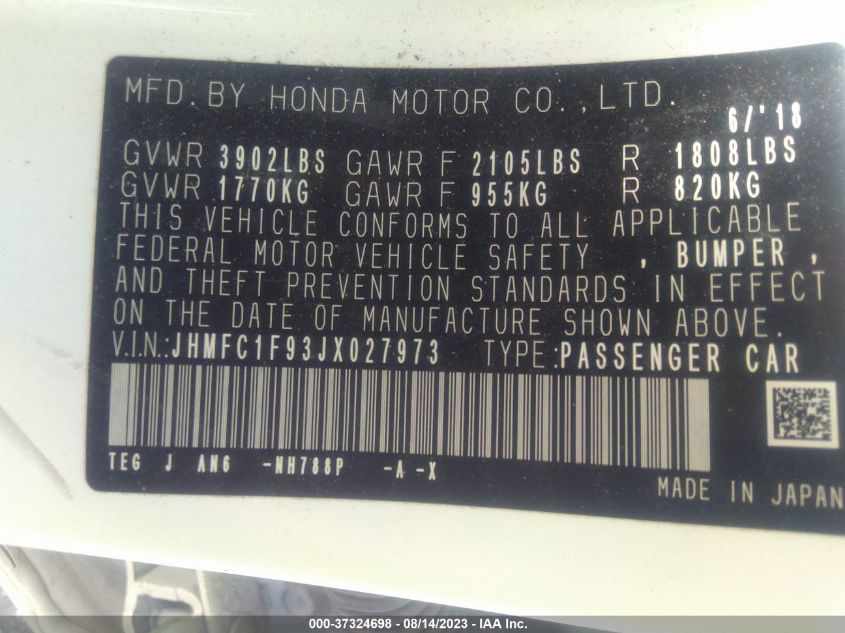 MFD. BY HONDA MOTOR CO., LTD.
6/'18
GVWR 3902LBS GAWR F 2105LBS R 1808LBS
GVWR 1770KG GAWR F 955KG R 820KG
THIS VEHICLE CONFORMS TO ALL APPLICABLE
FEDERAL MOTOR VEHICLE SAFETY , BUMPER ,
AND THEFT PREVENTION STANDARDS IN EFFECT
ON THE DATE OF MANUFACTURE SHOWN ABOVE.
V.I.N.: JHMFC1F93JX027973 TYPE:PASSENGER CAR
TEG J AN6 -NH788P -A -X
MADE IN JAPAN
000-37324698 - 08/14/2023 - IAA Inc.